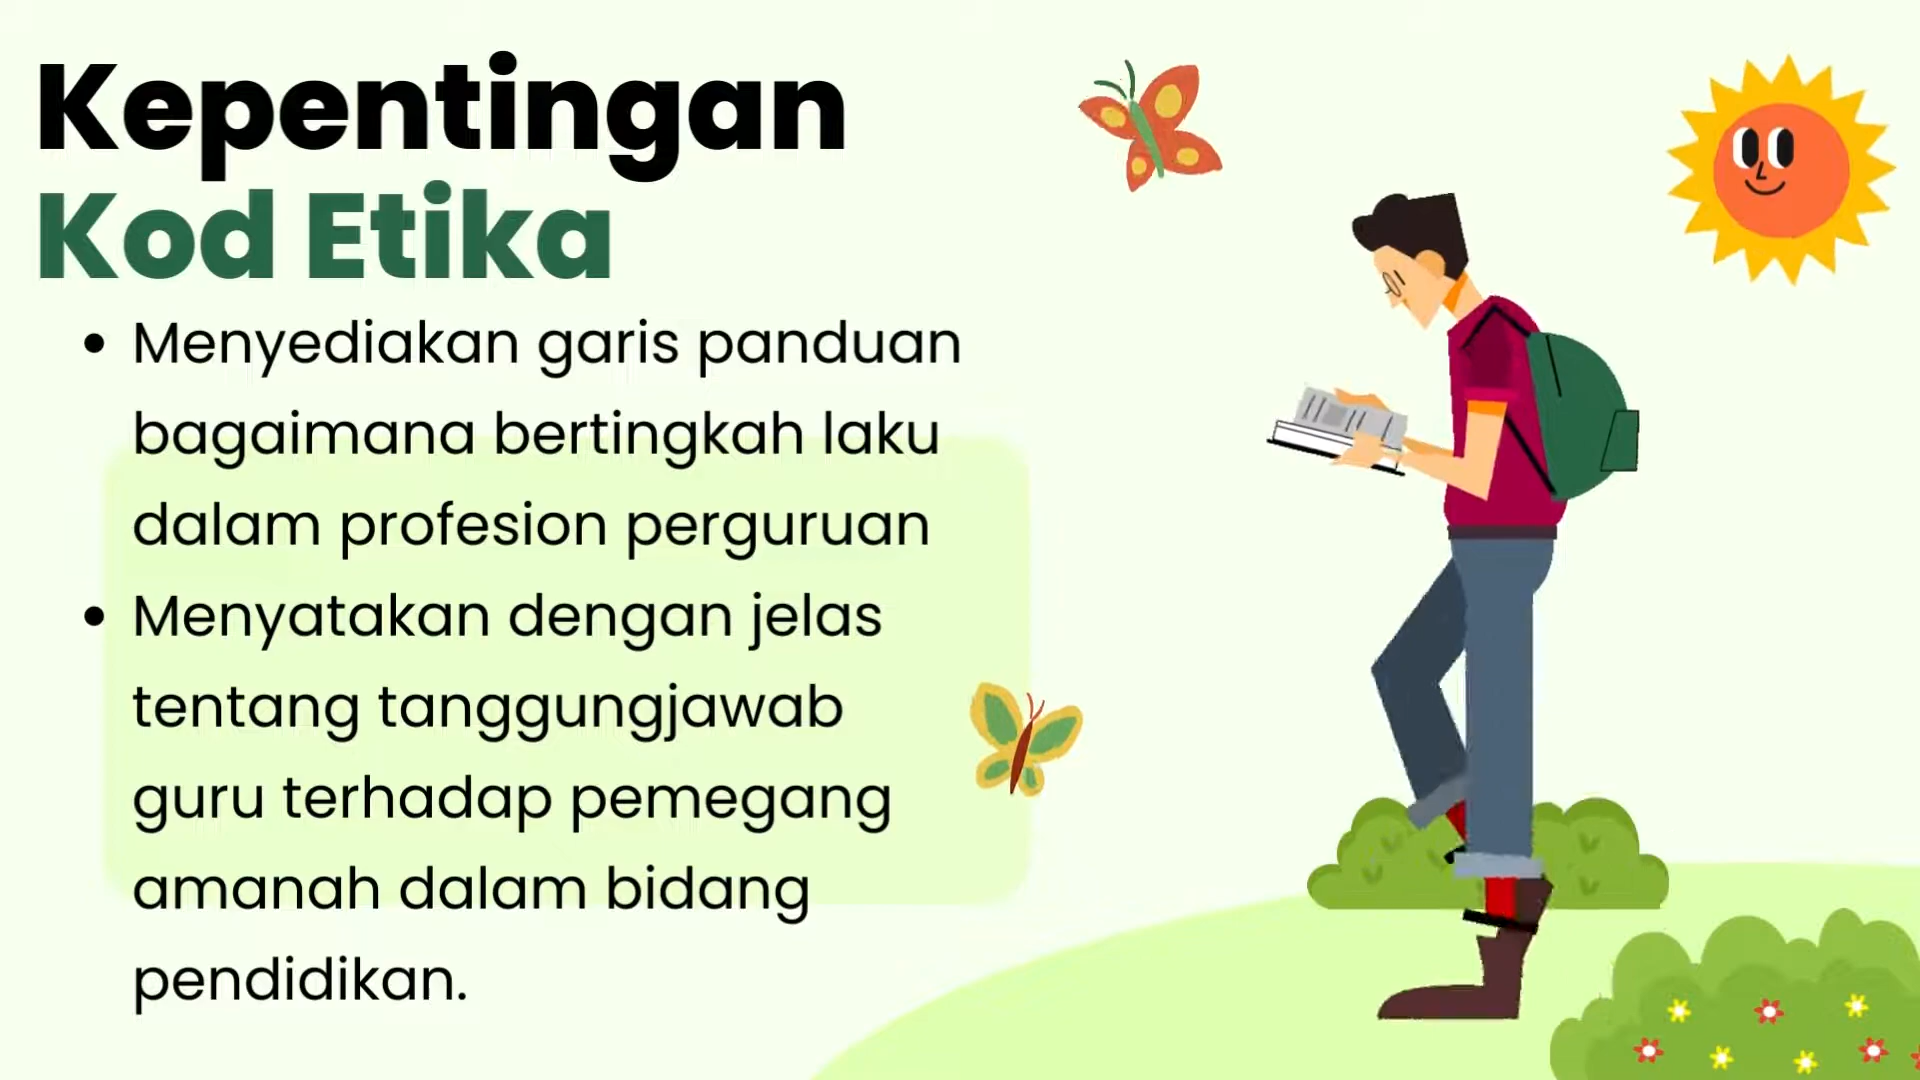 Kepentingan
Kod Etika
• Menyediakan garis panduan
bagaimana bertingkah laku
dalam profesion perguruan
• Menyatakan dengan jelas
tentang tanggungjawab
guru terhadap pemegang
amanah dalam bidang
pendidikan.